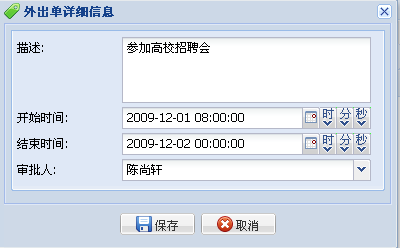 外出单详细信息
描述: 参加高校招聘会
开始时间: 2009-12-01 08:00:00 时 分 秒
结束时间: 2009-12-02 00:00:00 时 分 秒
审批人: 陈尚轩
保存 取消